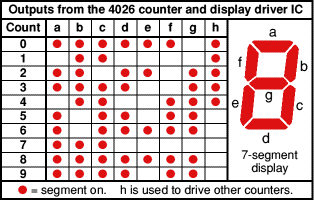 Outputs from the 4026 counter and display driver IC
Count a b c d e f g h
0
1
2
3
4
5
6
7
8
9
a
f b
g
e c
d
7-segment
display
= segment on. h is used to drive other counters.